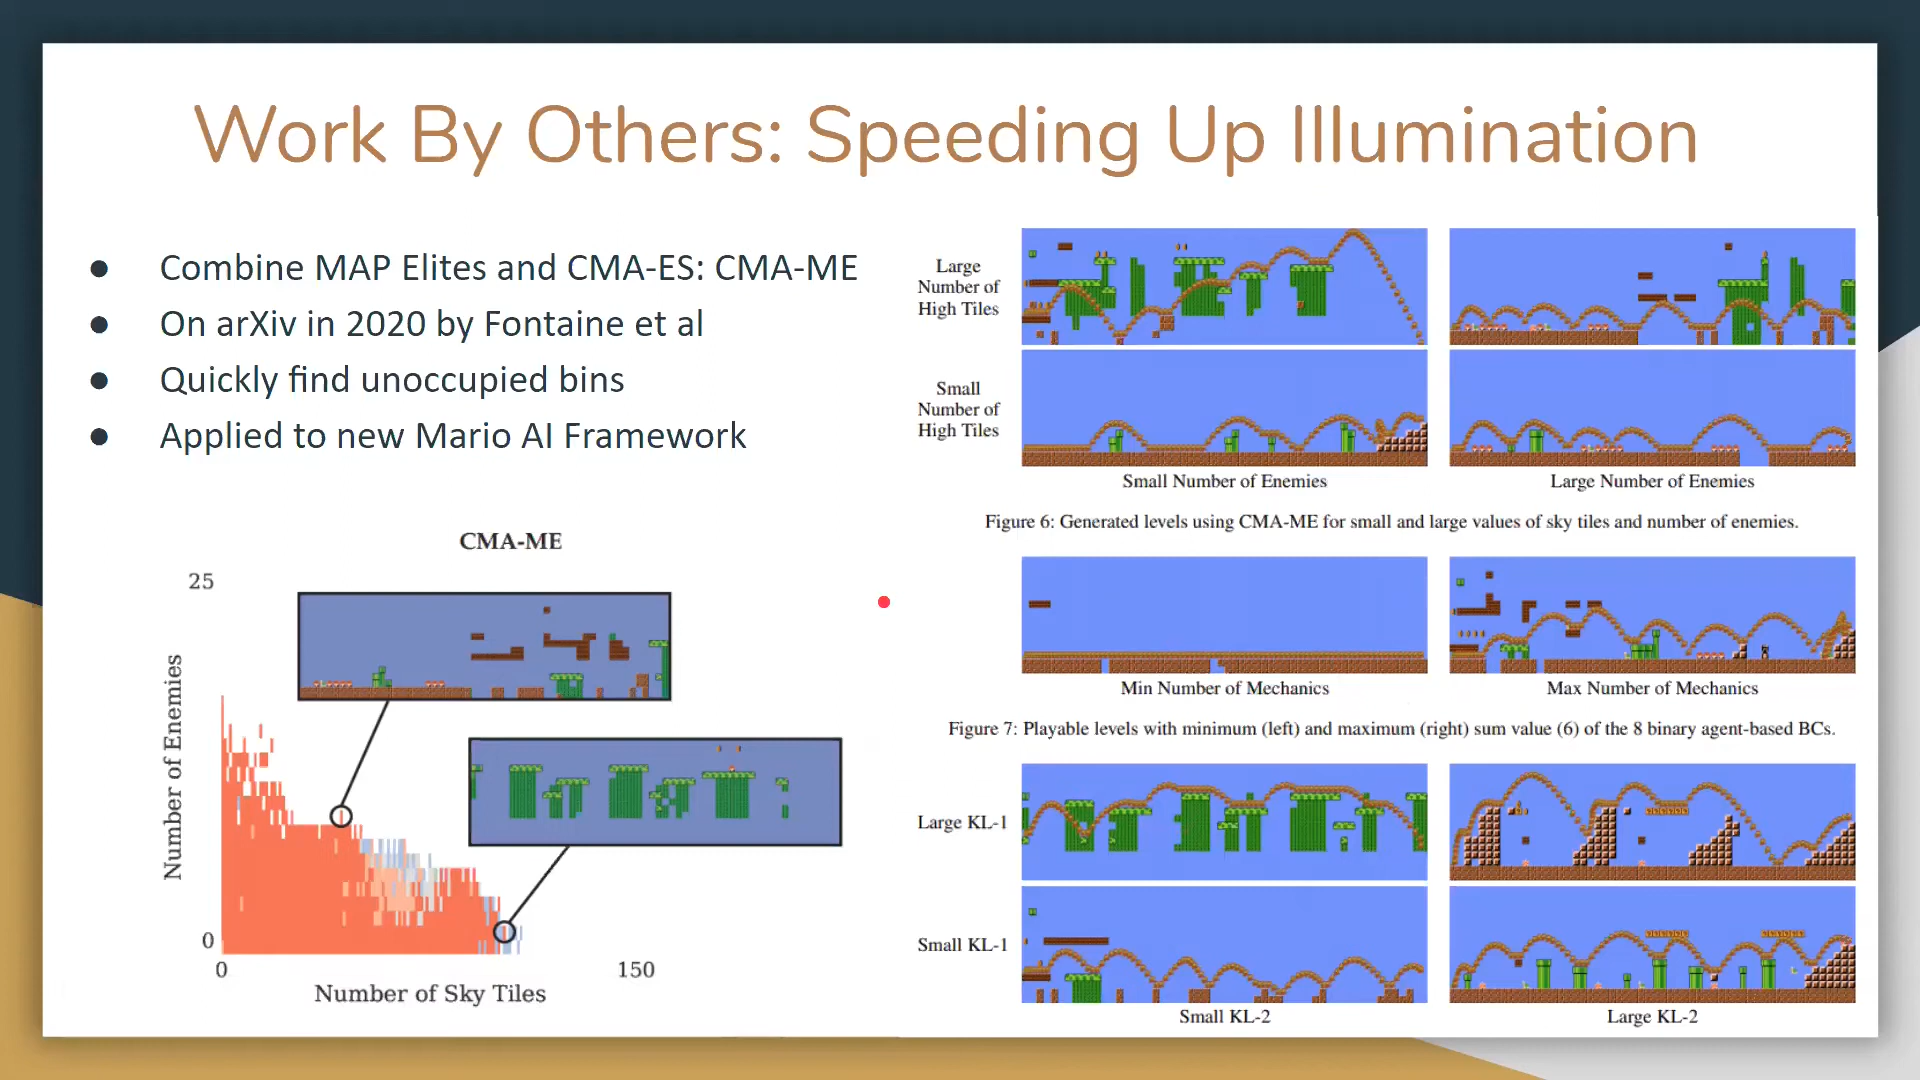 Work By Others: Speeding Up Illumination
● Combine MAP Elites and CMA-ES: CMA-ME
● On arXiv in 2020 by Fontaine et al
● Quickly find unoccupied bins
● Applied to new Mario AI Framework
CMA-ME
25
Number of Enemies
0
0
150
Number of Sky Tiles
Large
Number of
High Tiles
Small
Number of
High Tiles
Small Number of Enemies
Large Number of Enemies
Figure 6: Generated levels using CMA-ME for small and large values of sky tiles and number of enemies.
Min Number of Mechanics
Max Number of Mechanics
Figure 7: Playable levels with minimum (left) and maximum (right) sum value (6) of the 8 binary agent-based BCs.
Large KL-1
Small KL-1
Small KL-2
Large KL-2